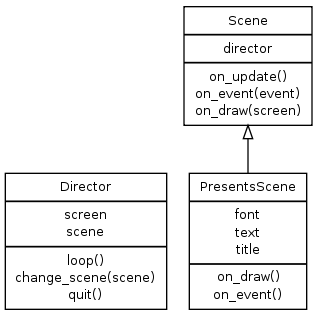 Scene
director
on_update()
on_event(event)
on_draw(screen)
Director
screen
scene
loop()
change_scene(scene)
quit()
PresentsScene
font
text
title
on_draw()
on_event()